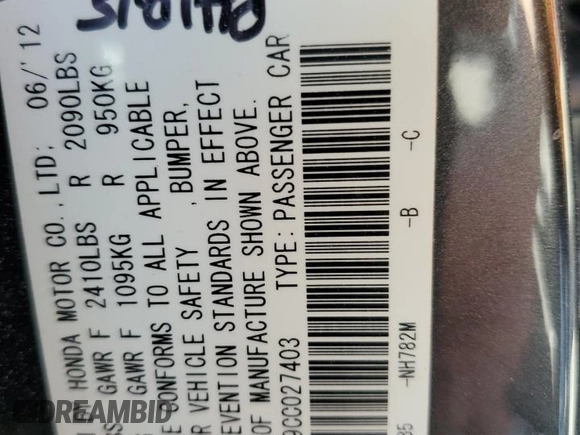 HONDA MOTOR CO., LTD: 06/'12
GAWR F 2410LBS R 2090LBS
GAWR F 1095KG R 950KG
CONFORMS TO ALL APPLICABLE
VEHICLE SAFETY , BUMPER,
EVENTION STANDARDS IN EFFECT
OF MANUFACTURE SHOWN ABOVE.
9CC027403 TYPE: PASSENGER CAR
-NH782M -B -C
DREAMBID